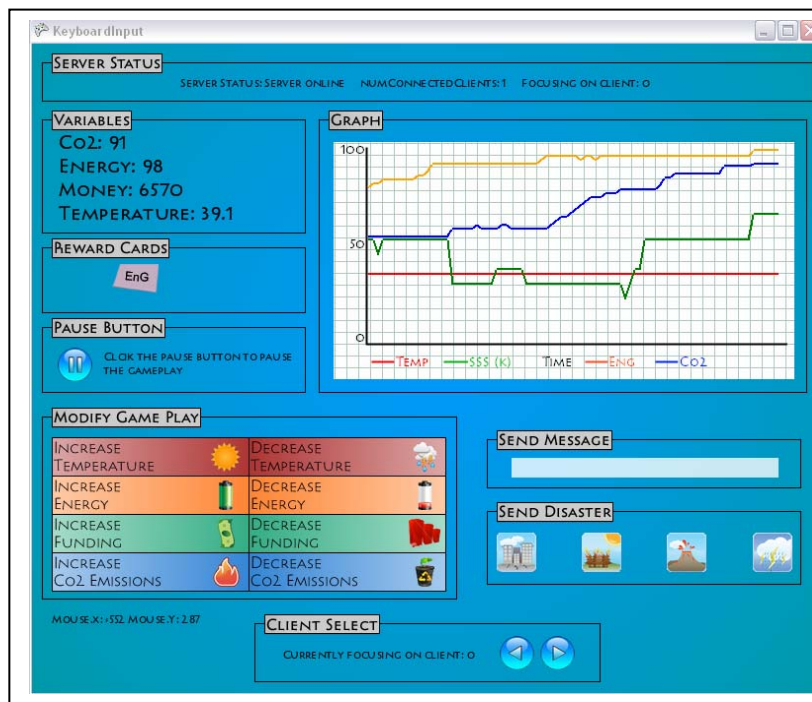 KeyboardInput
SERVER STATUS
SERVER STATUS: SERVER ONLINE NUMCONNECTEDCLIENTS: 1 FOCUSING ON CLIENT: 0
VARIABLES
CO2: 91
ENERGY: 98
MONEY: 6570
TEMPERATURE: 39.1
REWARD CARDS
EnG
PAUSE BUTTON
CLCIK THE PAUSE BUTTON TO PAUSE
THE GAMEPLAY
GRAPH
100
50
0
TEMP $$$ (K) TIME ENG CO2
MODIFY GAME PLAY
INCREASE
TEMPERATURE
DECREASE
TEMPERATURE
INCREASE
ENERGY
DECREASE
ENERGY
INCREASE
FUNDING
DECREASE
FUNDING
INCREASE
CO2 EMISSIONS
DECREASE
CO2 EMISSIONS
SEND MESSAGE
SEND DISASTER
MOUSE.X: -552 MOUSE.Y: 287
CLIENT SELECT
CURRENTLY FOCUSING ON CLIENT: 0